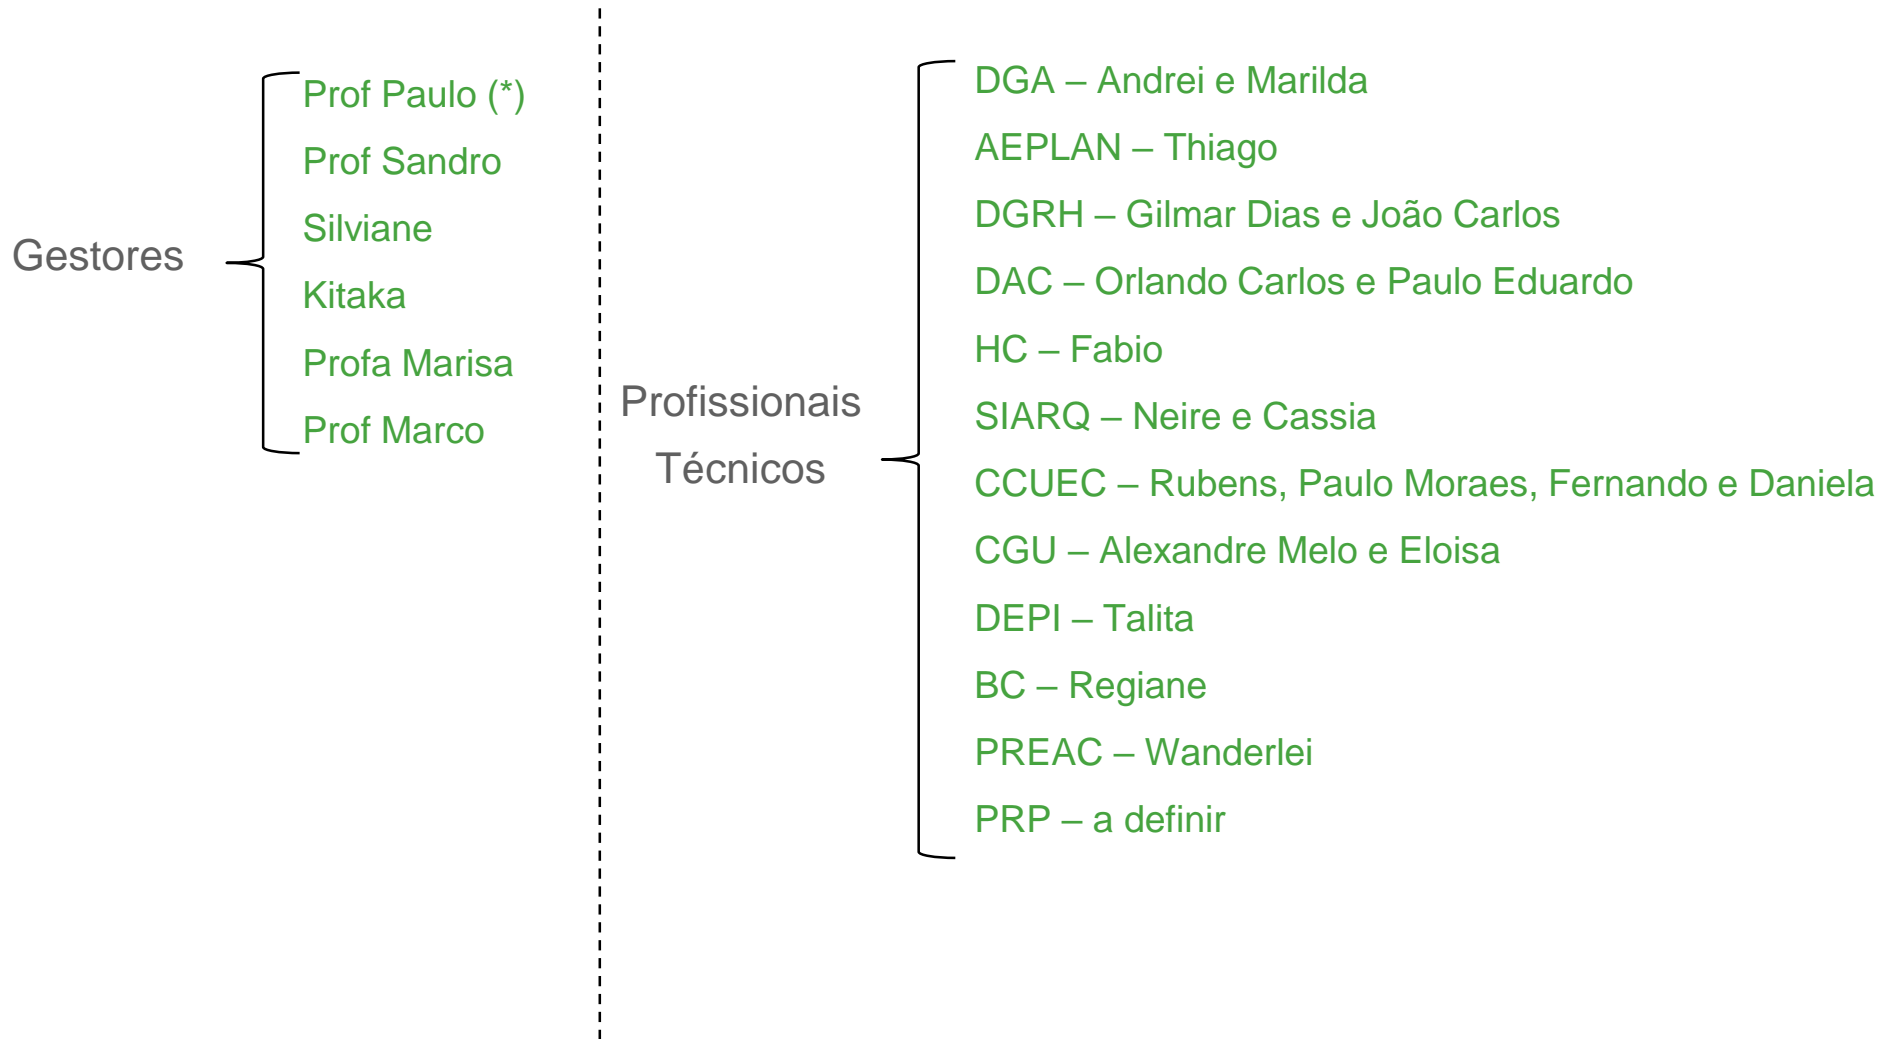 Gestores
Prof Paulo (*)
Prof Sandro
Silviane
Kitaka
Profa Marisa
Prof Marco
Profissionais
Técnicos
DGA – Andrei e Marilda
AEPLAN – Thiago
DGRH – Gilmar Dias e João Carlos
DAC – Orlando Carlos e Paulo Eduardo
HC – Fabio
SIARQ – Neire e Cassia
CCUEC – Rubens, Paulo Moraes, Fernando e Daniela
CGU – Alexandre Melo e Eloisa
DEPI – Talita
BC – Regiane
PREAC – Wanderlei
PRP – a definir